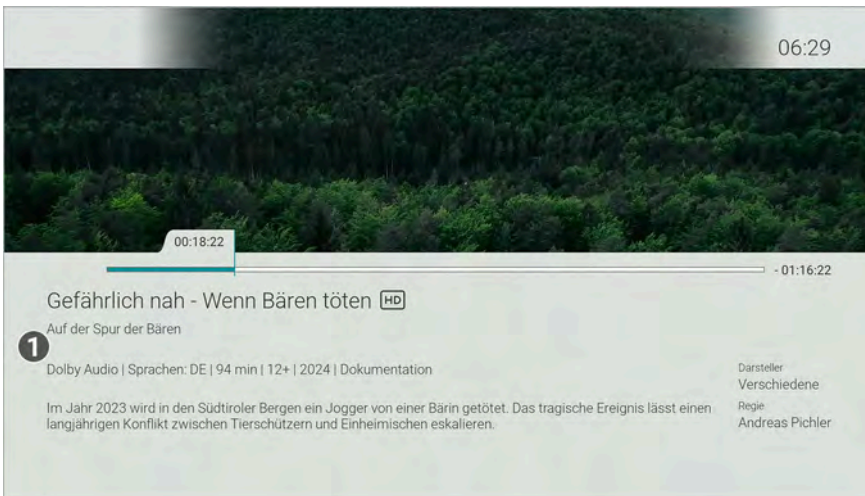 06:29
00:18:22
- 01:16:22
Gefährlich nah - Wenn Bären töten HD
Auf der Spur der Bären
1
Dolby Audio | Sprachen: DE | 94 min | 12+ | 2024 | Dokumentation
Im Jahr 2023 wird in den Südtiroler Bergen ein Jogger von einer Bärin getötet. Das tragische Ereignis lässt einen
langjährigen Konflikt zwischen Tierschützern und Einheimischen eskalieren.
Darsteller
Verschiedene
Regie
Andreas Pichler